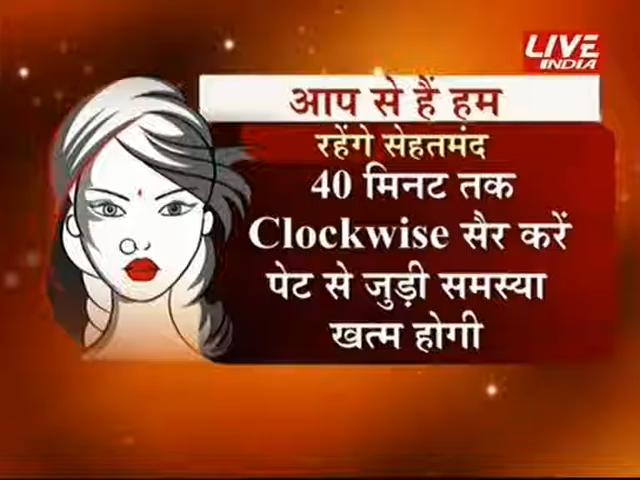 LIVE
INDIA
आप से हैं हम
रहेंगे सेहतमंद
40 मिनट तक
Clockwise सैर करें
पेट से जुड़ी समस्या
खत्म होगी